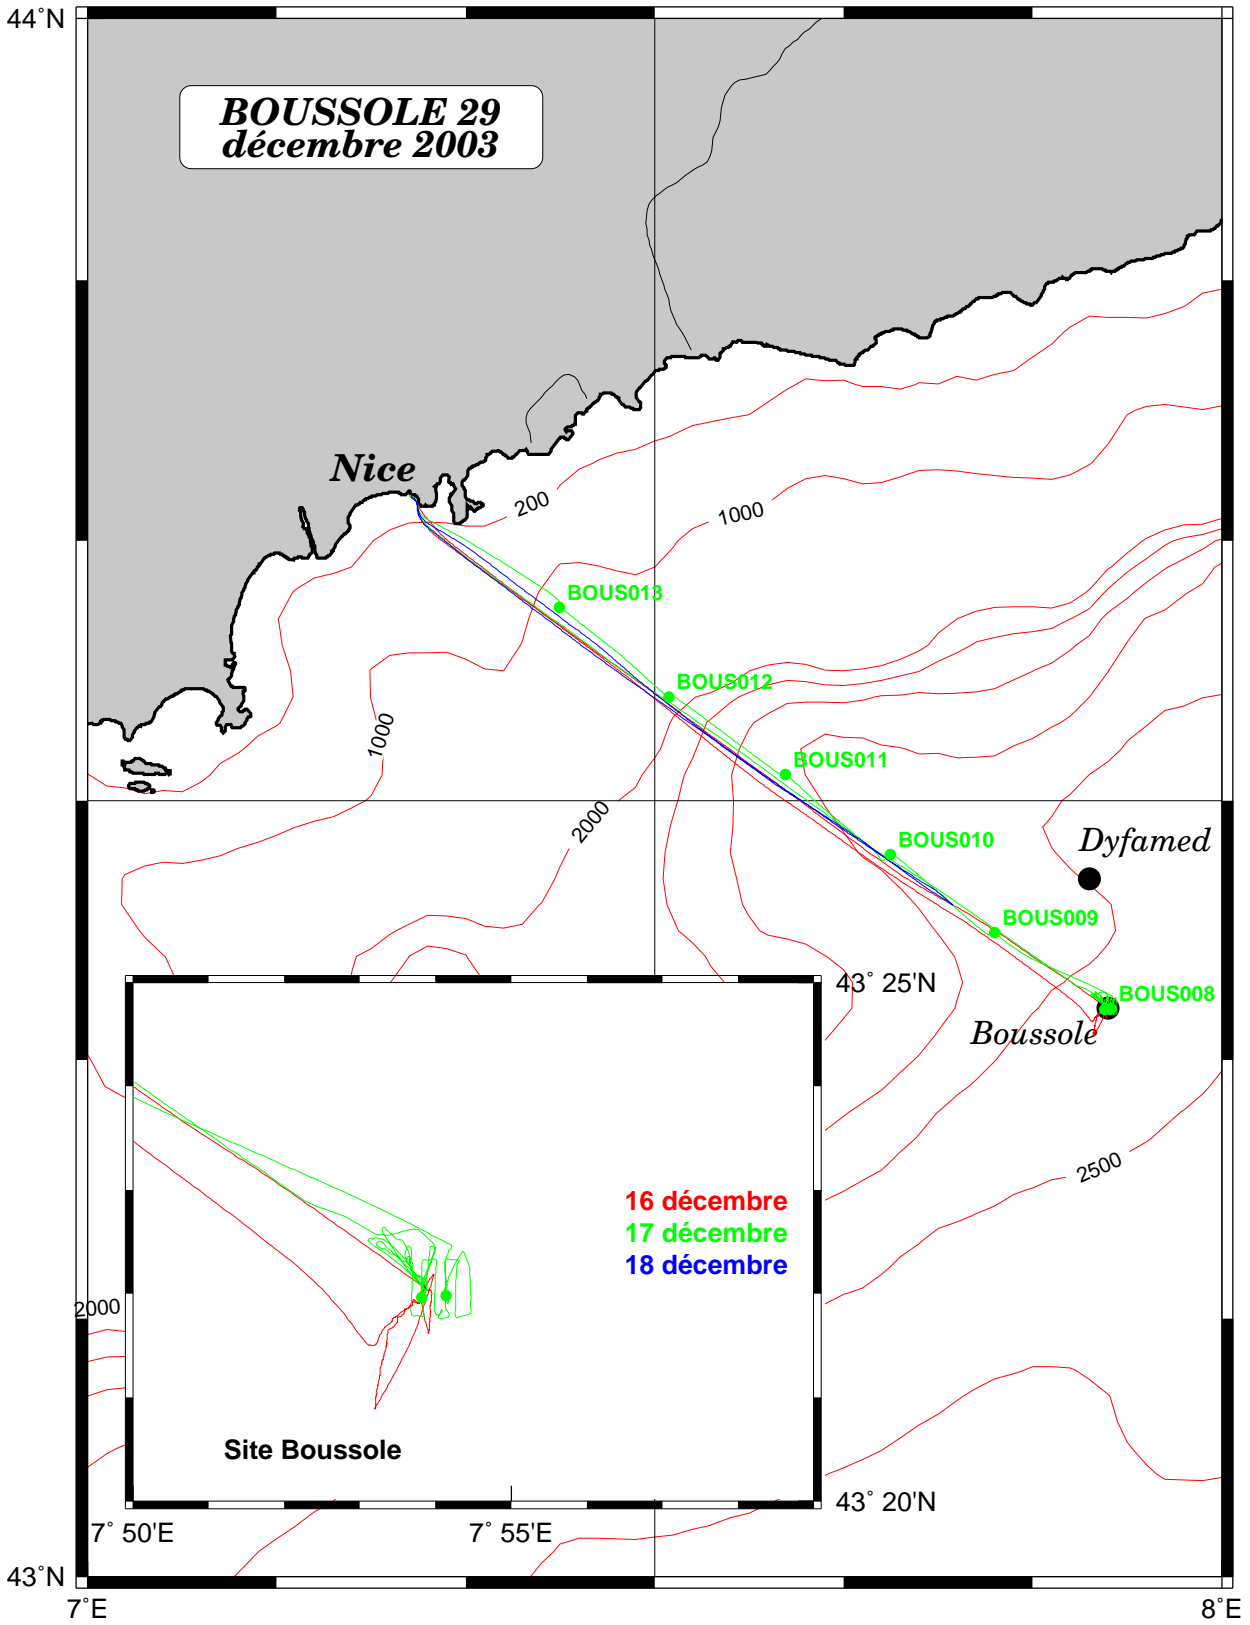 44°N
BOUSSOLE 29
décembre 2003
Nice
200
1000
BOUS013
BOUS012
1000
BOUS011
2000
BOUS010
Dyfamed
BOUS009
43° 25'N
BOUS008
Boussole
2500
16 décembre
17 décembre
18 décembre
2000
Site Boussole
43° 20'N
7° 50'E
7° 55'E
43°N
7°E
8°E